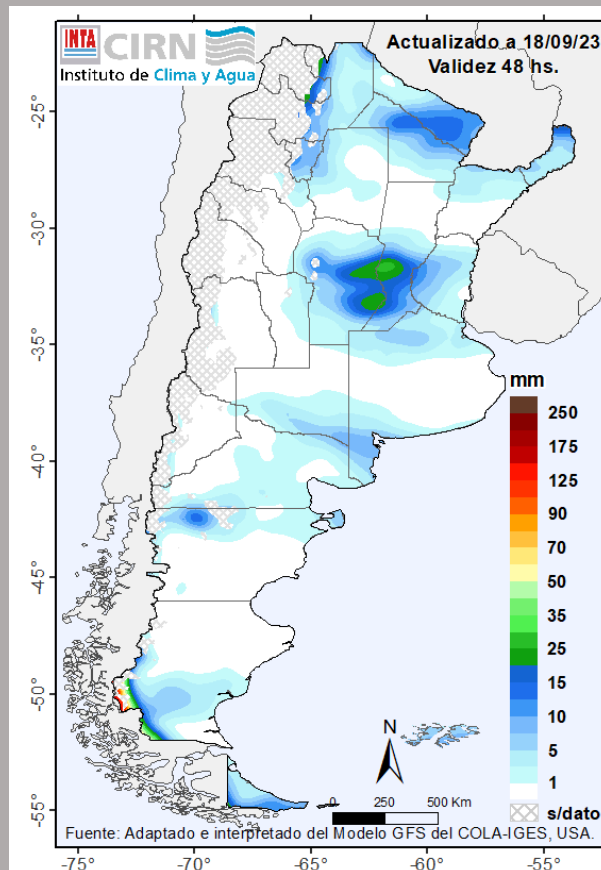 INTA CIRN
Instituto de Clima y Agua
Actualizado a 18/09/23
Validez 48 hs.
-25°
-30°
-35°
-40°
-45°
-50°
-55°
mm
250
175
125
90
70
50
35
25
15
10
5
1
s/dato
N
0 250 500 Km
Fuente: Adaptado e interpretado del Modelo GFS del COLA-IGES, USA.
-75° -70° -65° -60° -55°